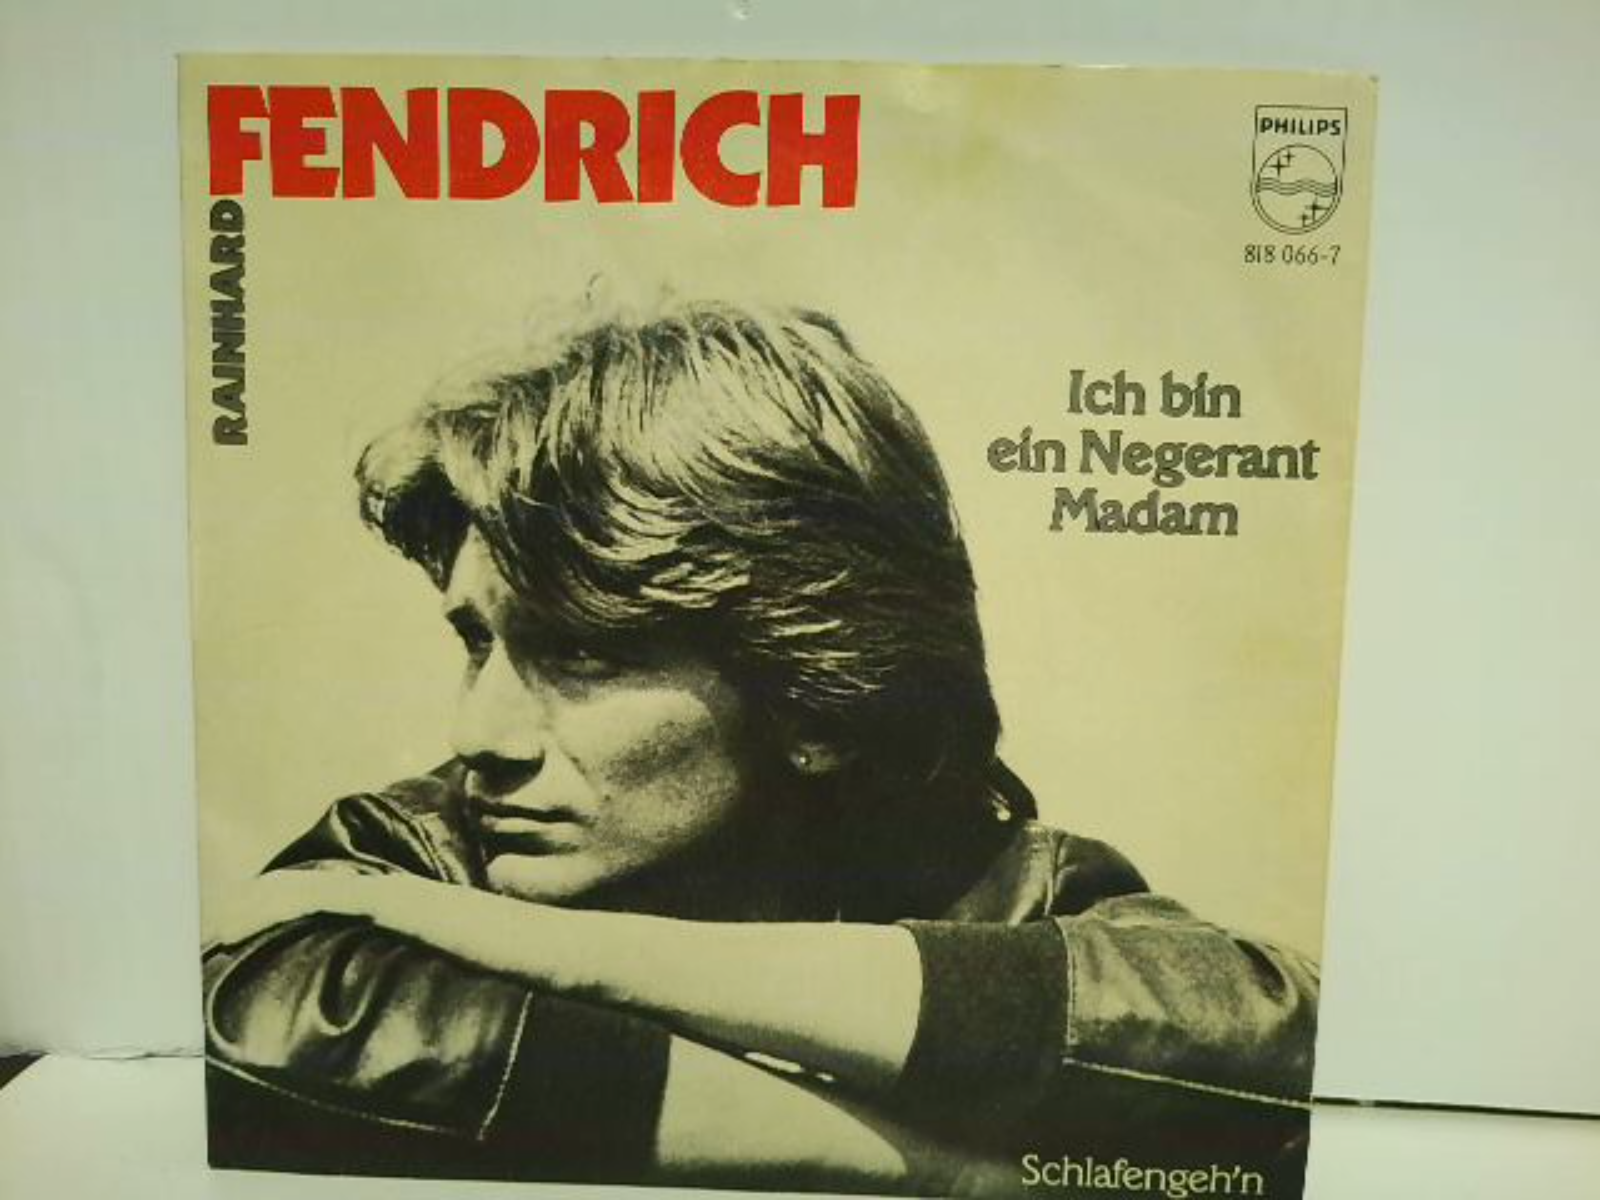 FENDRICH
RAINHARD
PHILIPS
818 066-7
Ich bin
ein Negerant
Madam
Schlafengeh'n